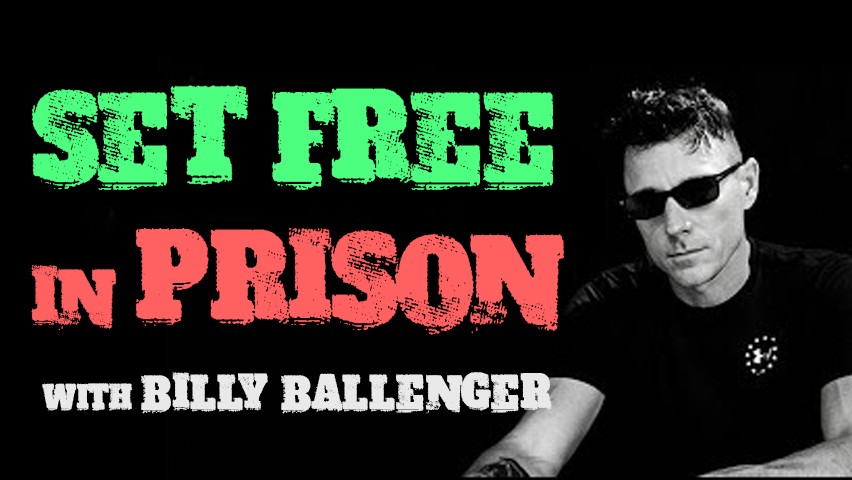 SET FREE
IN PRISON
WITH BILLY BALLENGER